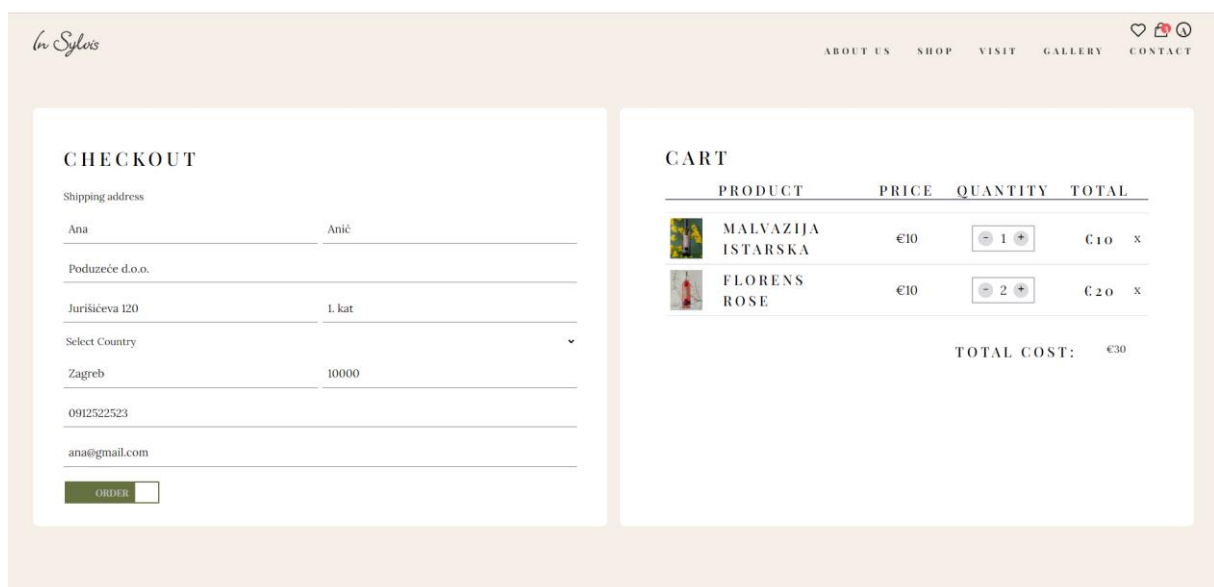 In Sylvis
ABOUT US SHOP VISIT GALLERY CONTACT
CHECKOUT
Shipping address
Ana Anić
Poduzeće d.o.o.
Jurišićeva 120 1. kat
Select Country
Zagreb 10000
0912522523
ana@gmail.com
ORDER
CART
PRODUCT PRICE QUANTITY TOTAL
MALVAZIJA
ISTARSKA €10 - 1 + €10 x
FLORENS
ROSE €10 - 2 + €20 x
TOTAL COST: €30